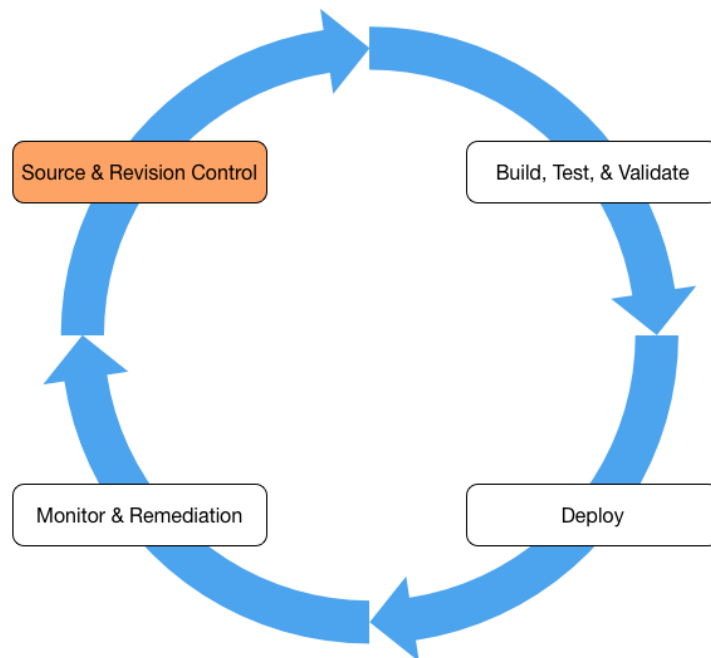 Source & Revision Control
Build, Test, & Validate
Monitor & Remediation
Deploy